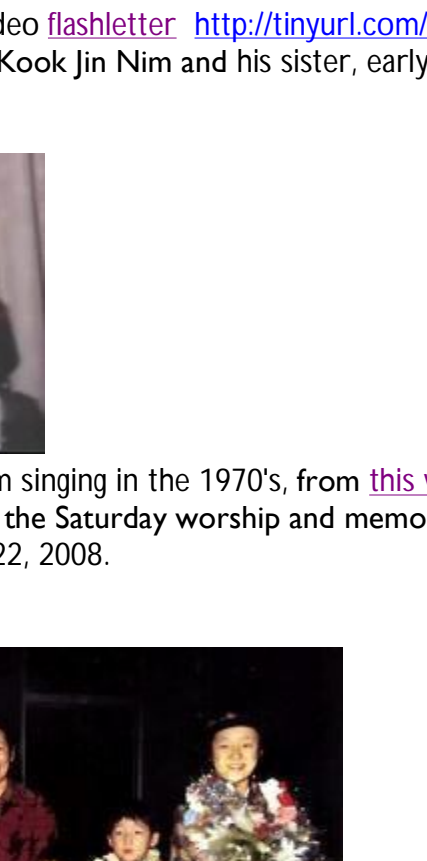 deo flashletter http://tinyurl.com/
Kook Jin Nim and his sister, early
m singing in the 1970's, from this
the Saturday worship and memo
22, 2008.